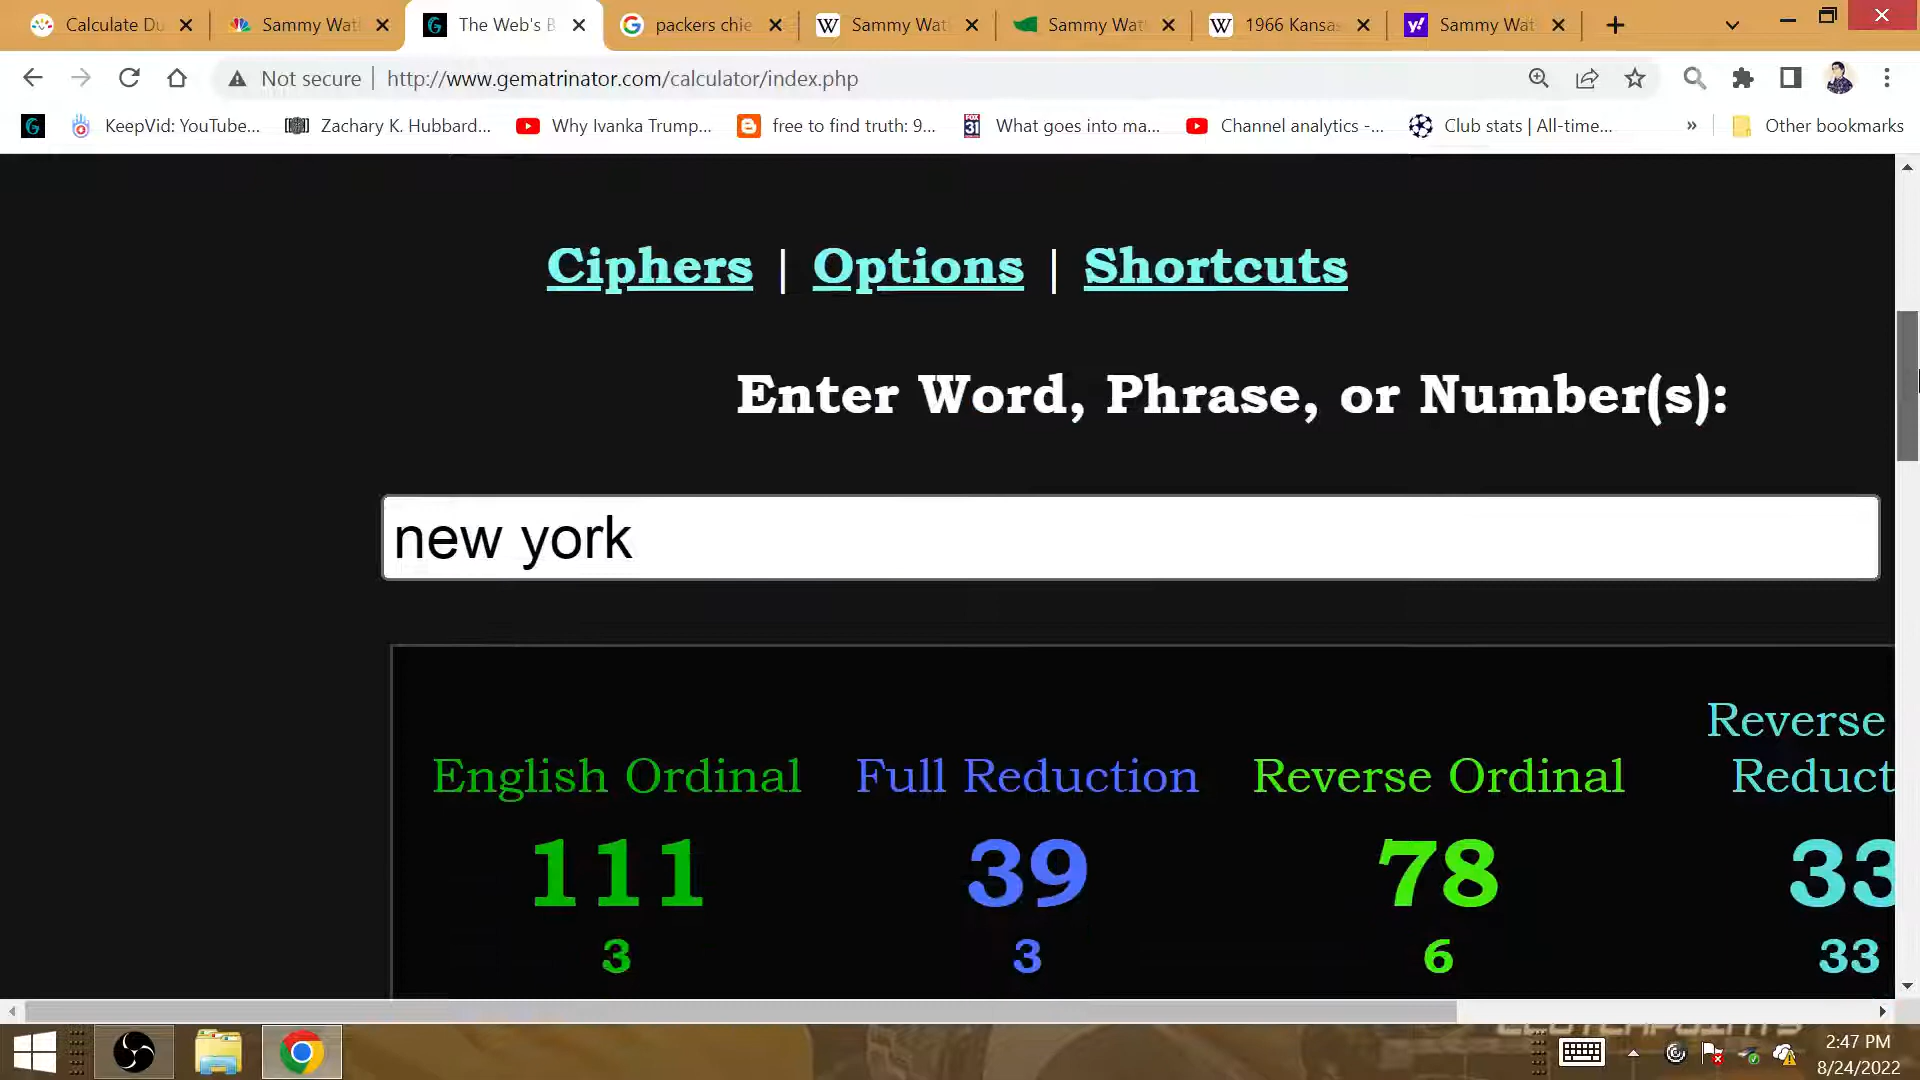 Calculate Du
Sammy Wat
The Web's B
packers chie
Sammy Wat
Sammy Wat
1966 Kansas
Sammy Wat
Not secure
http://www.gematrinator.com/calculator/index.php
KeepVid: YouTube...
Zachary K. Hubbard...
Why Ivanka Trump...
free to find truth: 9...
What goes into ma...
Channel analytics -...
Club stats | All-time...
»
Other bookmarks
Ciphers | Options | Shortcuts
Enter Word, Phrase, or Number(s):
new york
English Ordinal
Full Reduction
Reverse Ordinal
Reverse
Reduct
111
39
78
33
3
3
6
33
2:47 PM
8/24/2022